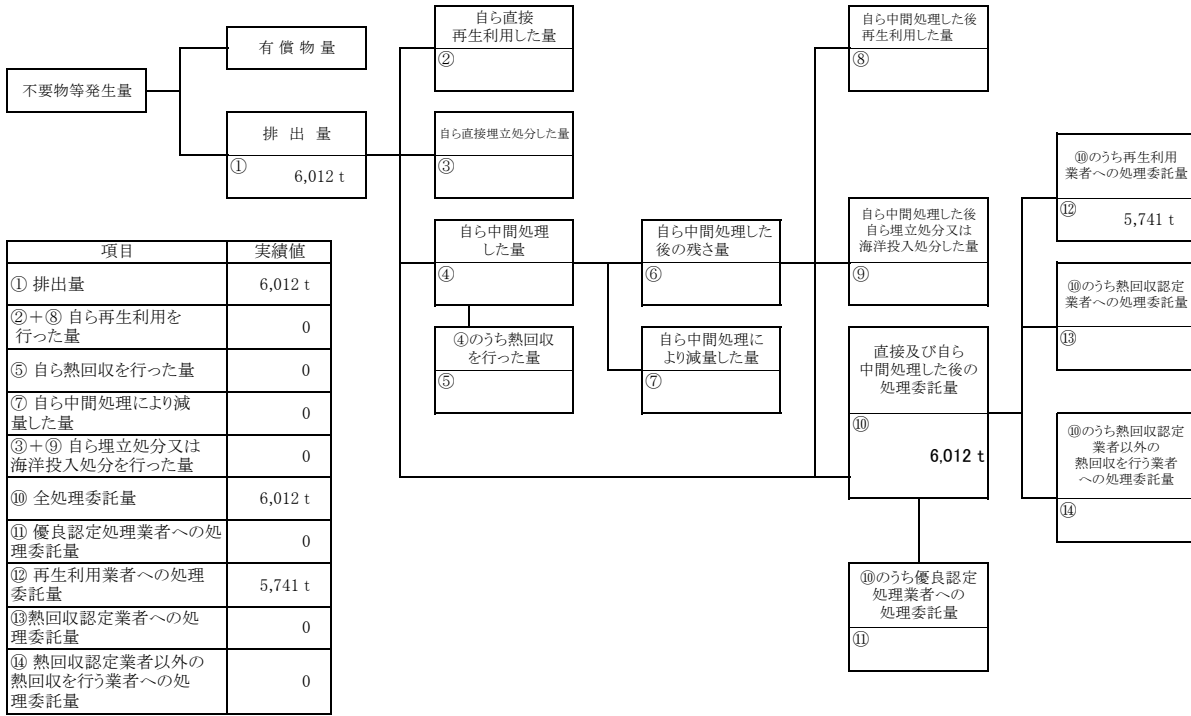 不要物等発生量
有償物量
排出量
①
6,012 t
自ら直接
再生利用した量
②
自ら直接埋立処分した量
③
自ら中間処理
した量
④
④のうち熱回収
を行った量
⑤
自ら中間処理した
後の残さ量
⑥
自ら中間処理に
より減量した量
⑦
自ら中間処理した後
再生利用した量
⑧
自ら中間処理した後
自ら埋立処分又は
海洋投入処分した量
⑨
直接及び自ら
中間処理した後の
処理委託量
⑩
6,012 t
⑩のうち優良認定
処理業者への
処理委託量
⑪
⑩のうち再生利用
業者への処理委託量
⑫
5,741 t
⑩のうち熱回収認定
業者への処理委託量
⑬
⑩のうち熱回収認定
業者以外の
熱回収を行う業者
への処理委託量
⑭
項目 実績値
① 排出量 6,012 t
②+⑧ 自ら再生利用を
行った量 0
⑤ 自ら熱回収を行った量 0
⑦ 自ら中間処理により減
量した量 0
③+⑨ 自ら埋立処分又は
海洋投入処分を行った量 0
⑩ 全処理委託量 6,012 t
⑪ 優良認定処理業者への処
理委託量 0
⑫ 再生利用業者への処理
委託量 5,741 t
⑬熱回収認定業者への処
理委託量 0
⑭ 熱回収認定業者以外の
熱回収を行う業者への処
理委託量 0